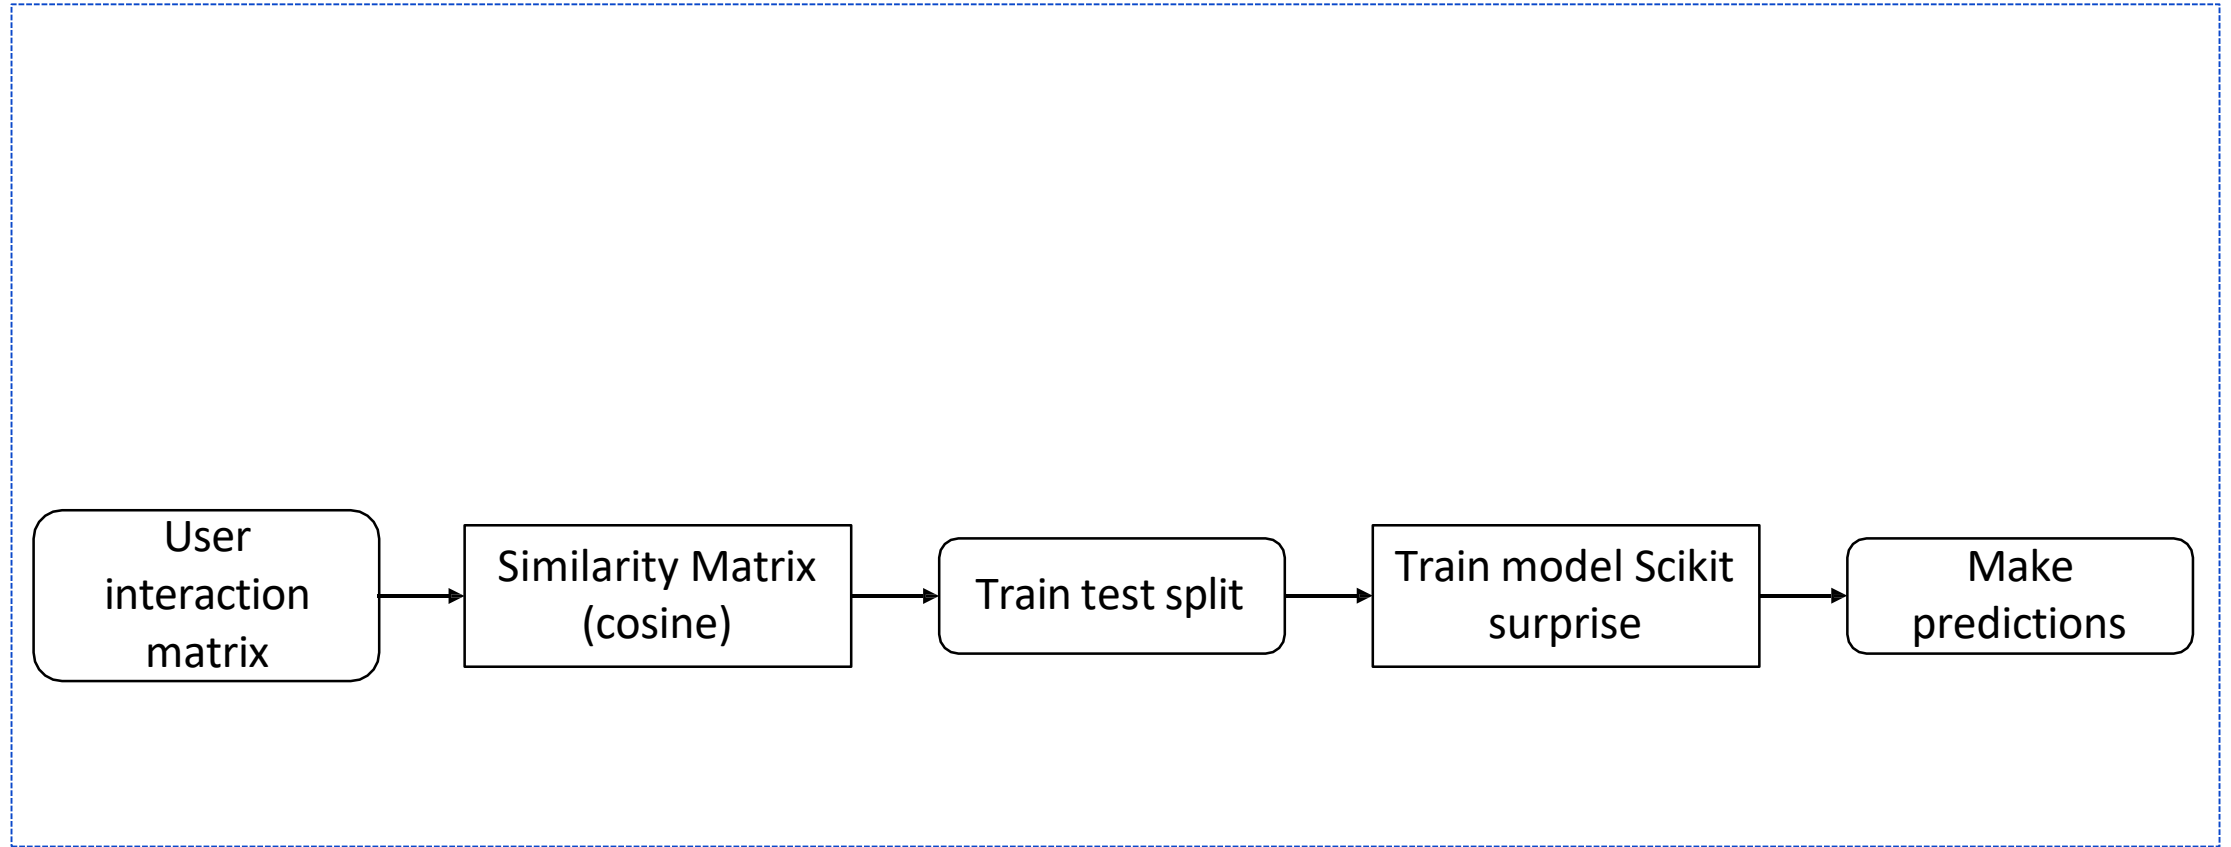 User
interaction
matrix
Similarity Matrix
(cosine)
Train test split
Train model Scikit
surprise
Make
predictions